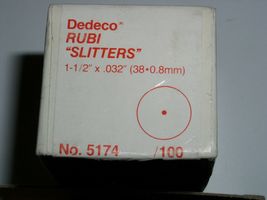 Dedeco®
RUBI
"SLITTERS"
1-1/2" x .032" (38•0.8mm)
No. 5174 /100